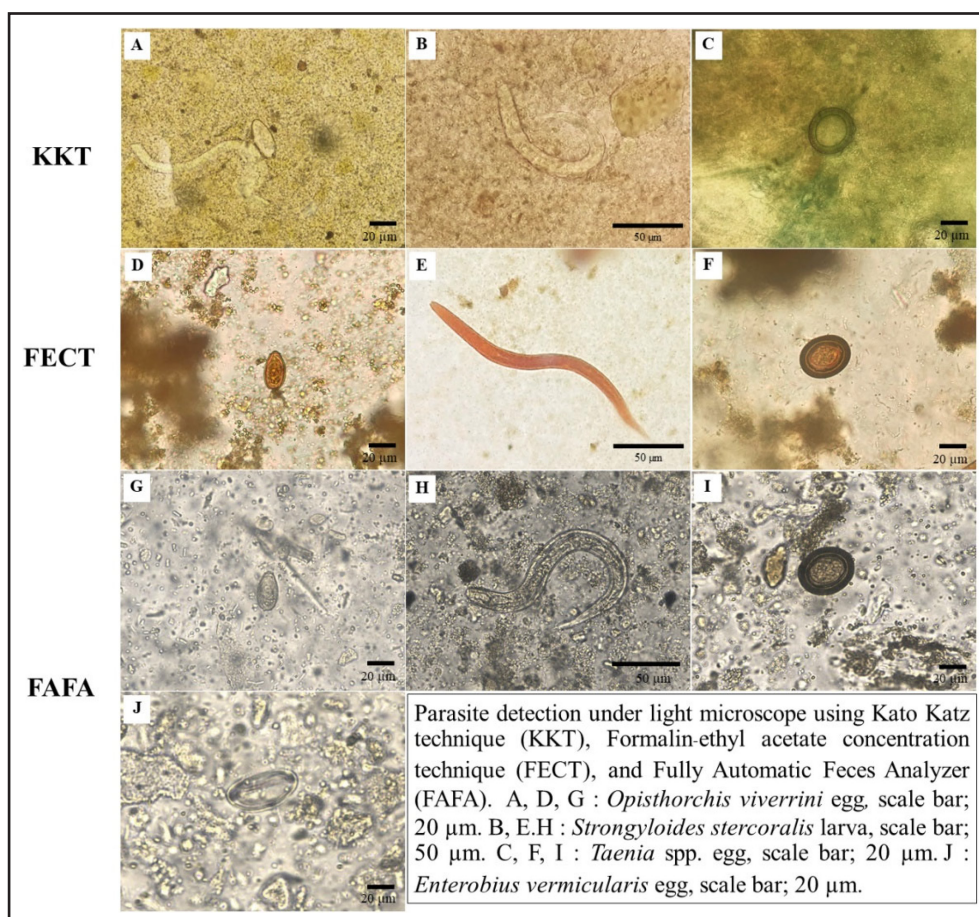 KKT
A
20 µm
B
50 µm
C
20 µm
FECT
D
20 µm
E
50 µm
F
20 µm
FAFA
G
20 µm
H
50 µm
I
20 µm
J
20 µm
Parasite detection under light microscope using Kato Katz
technique (KKT), Formalin-ethyl acetate concentration
technique (FECT), and Fully Automatic Feces Analyzer
(FAFA). A, D, G : Opisthorchis viverrini egg, scale bar;
20 µm. B, E.H : Strongyloides stercoralis larva, scale bar;
50 µm. C, F, I : Taenia spp. egg, scale bar; 20 µm. J :
Enterobius vermicularis egg, scale bar; 20 µm.